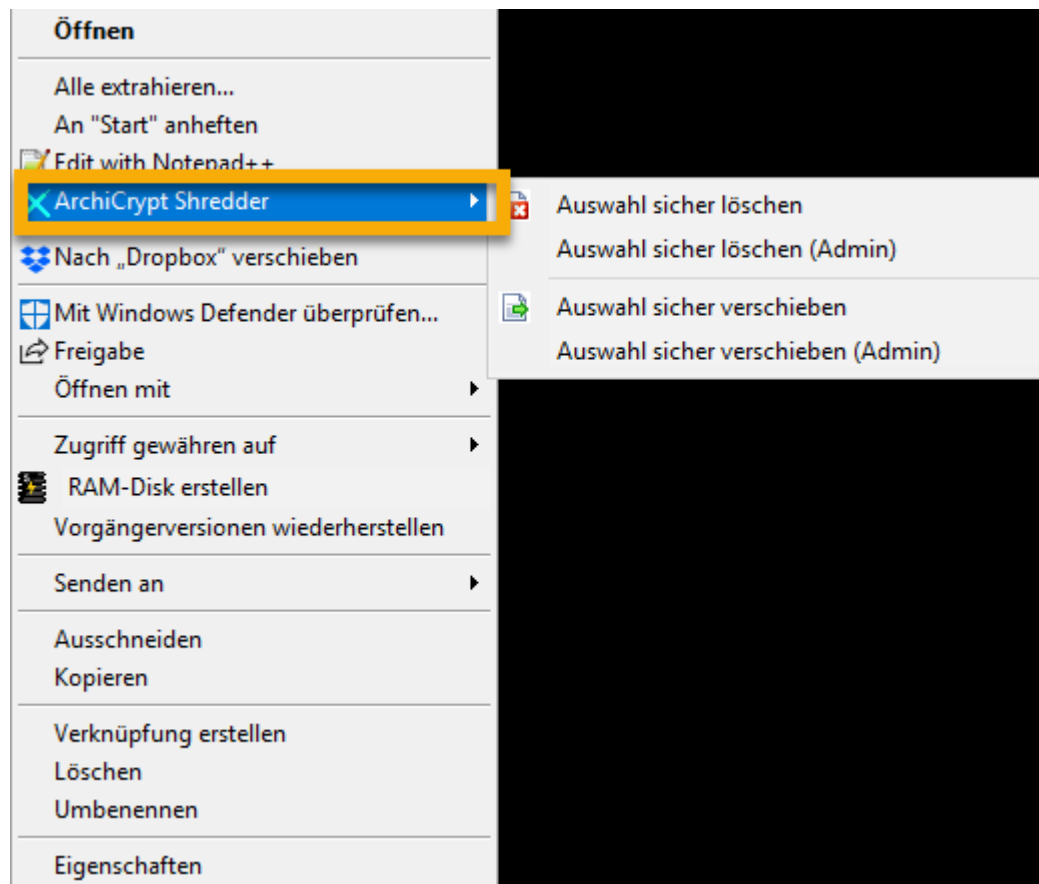 Öffnen
Alle extrahieren...
An "Start" anheften
Edit with Notepad++
ArchiCrypt Shredder
Auswahl sicher löschen
Auswahl sicher löschen (Admin)
Auswahl sicher verschieben
Auswahl sicher verschieben (Admin)
Nach „Dropbox“ verschieben
Mit Windows Defender überprüfen...
Freigabe
Öffnen mit
Zugriff gewähren auf
RAM-Disk erstellen
Vorgängerversionen wiederherstellen
Senden an
Ausschneiden
Kopieren
Verknüpfung erstellen
Löschen
Umbenennen
Eigenschaften